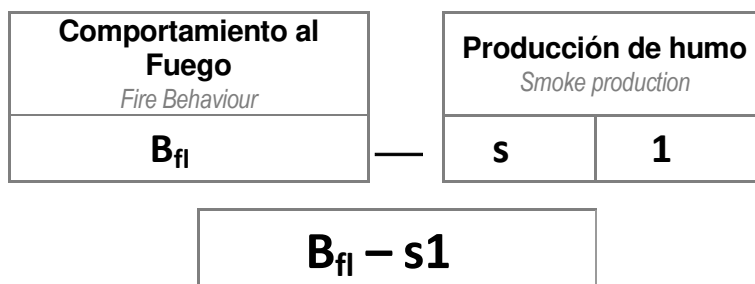 Comportamiento al
Fuego
Fire Behaviour
Producción de humo
Smoke production
Bfl — s 1
Bfl – s1